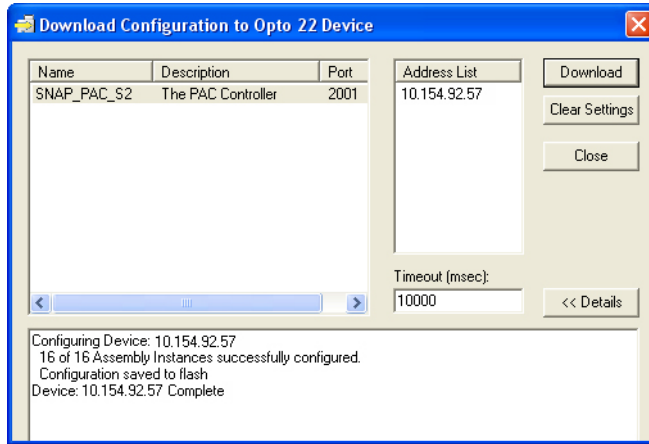 Download Configuration to Opto 22 Device
Name Description Port
SNAP_PAC_S2 The PAC Controller 2001
Address List
10.154.92.57
Download
Clear Settings
Close
Timeout (msec):
10000
<< Details
Configuring Device: 10.154.92.57
16 of 16 Assembly Instances successfully configured.
Configuration saved to flash
Device: 10.154.92.57 Complete